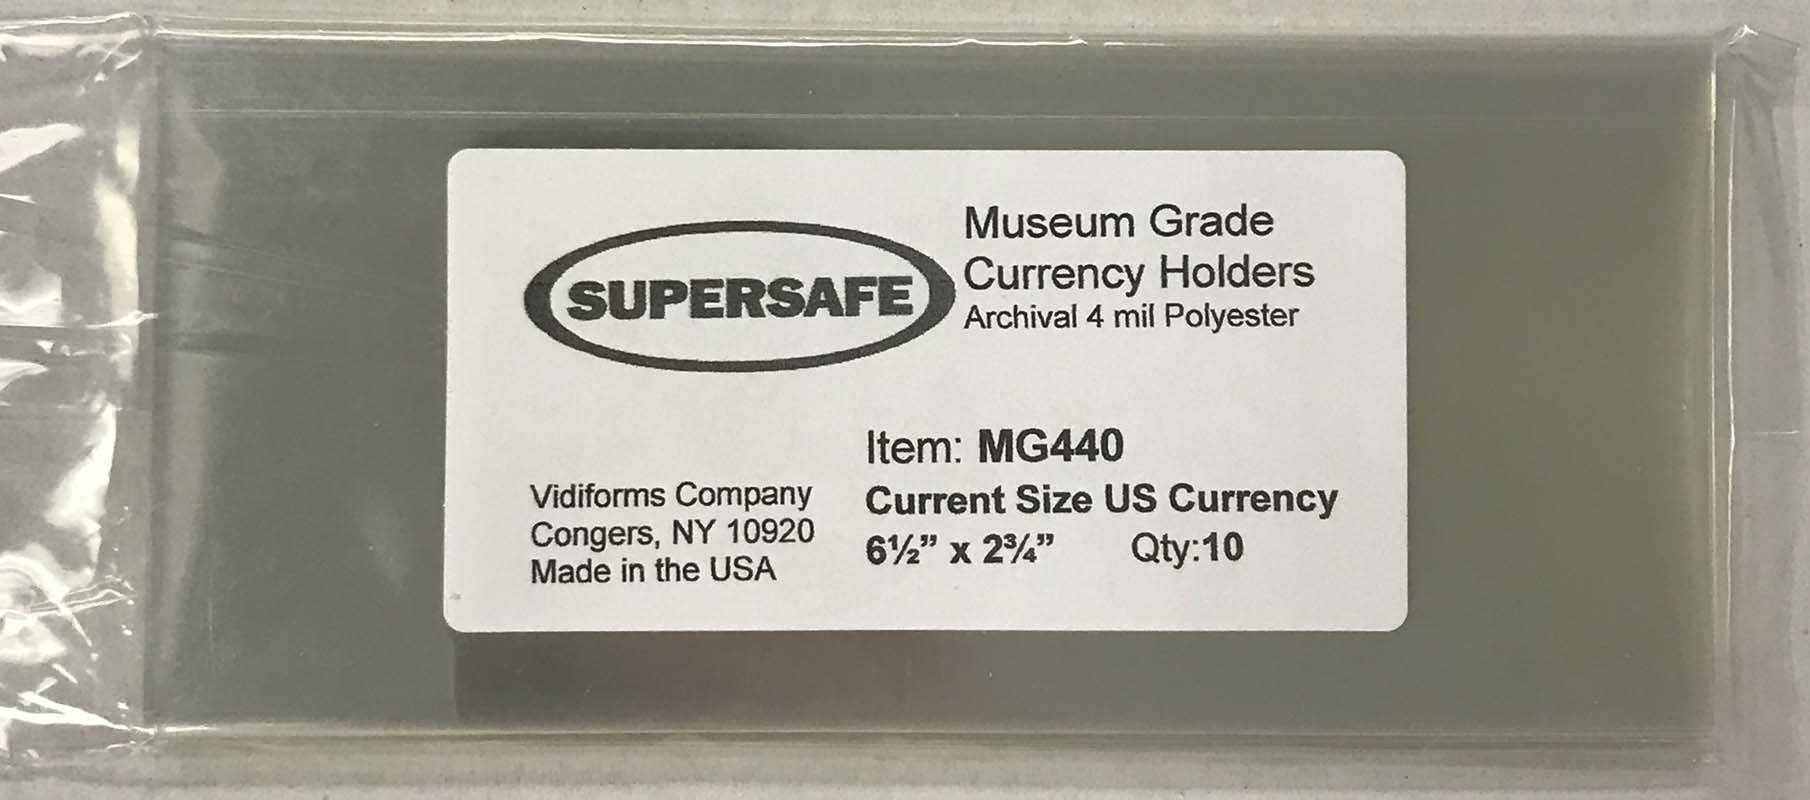 SUPERSAFE
Museum Grade
Currency Holders
Archival 4 mil Polyester
Item: MG440
Current Size US Currency
6½” x 2¾” Qty:10
Vidiforms Company
Congers, NY 10920
Made in the USA